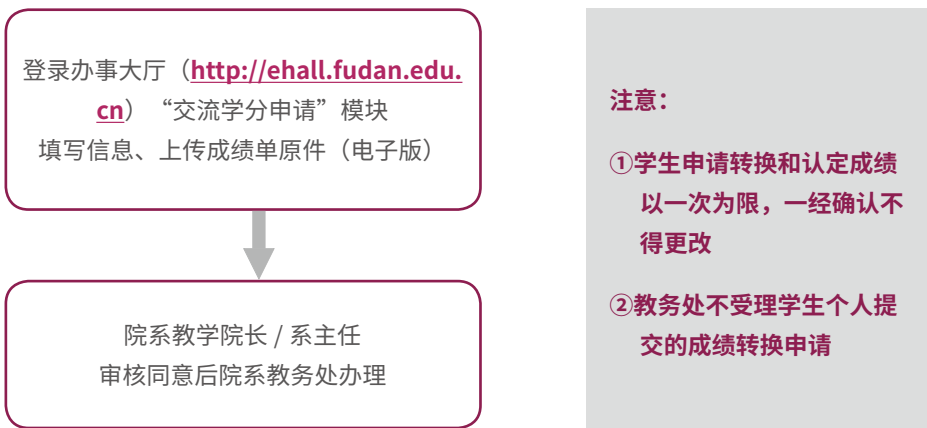 登录办事大厅（http://ehall.fudan.edu.
cn）“交流学分申请”模块
填写信息、上传成绩单原件（电子版）
院系教学院长 / 系主任
审核同意后院系教务处办理
注意：
①学生申请转换和认定成绩
以一次为限，一经确认不
得更改
②教务处不受理学生个人提
交的成绩转换申请